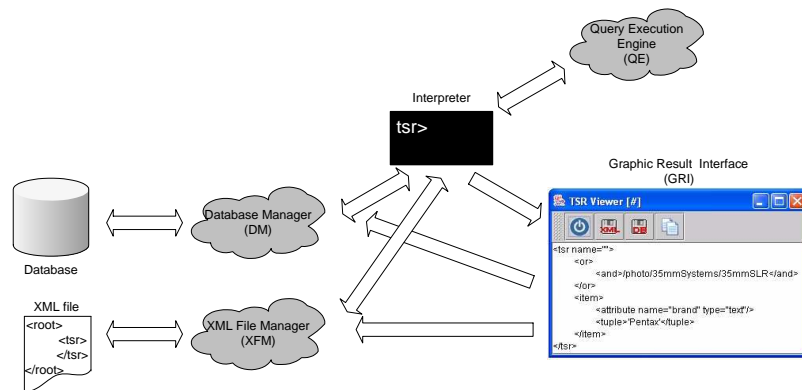 Query Execution
Engine
(QE)
Interpreter
tsr>
Graphic Result Interface
(GRI)
TSR Viewer [#]
XML
DB
<tsr name="">
<or>
<and>/photo/35mmSystems/35mmSLR</and>
</or>
<item>
<attribute name="brand" type="text"/>
<tuple>'Pentax'</tuple>
</item>
</tsr>
Database Manager
(DM)
Database
XML file
<root>
<tsr>
</tsr>
</root>
XML File Manager
(XFM)